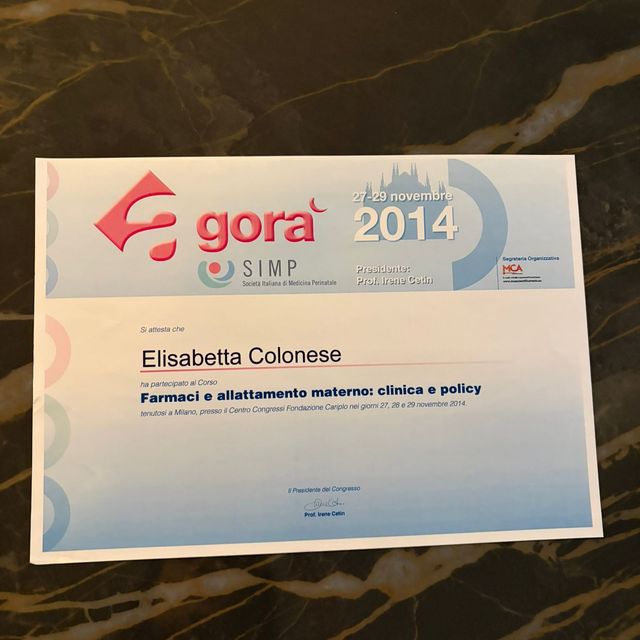 gorà
27-29 novembre
2014
SIMP
Società Italiana di Medicina Perinatale
Presidente:
Prof. Irene Cetin
Segreteria Organizzativa
MCA
Si attesta che
Elisabetta Colonese
ha partecipato al Corso
Farmaci e allattamento materno: clinica e policy
tenutosi a Milano, presso il Centro Congressi Fondazione Cariplo nei giorni 27, 28 e 29 novembre 2014.
Il Presidente del Congresso
Prof. Irene Cetin